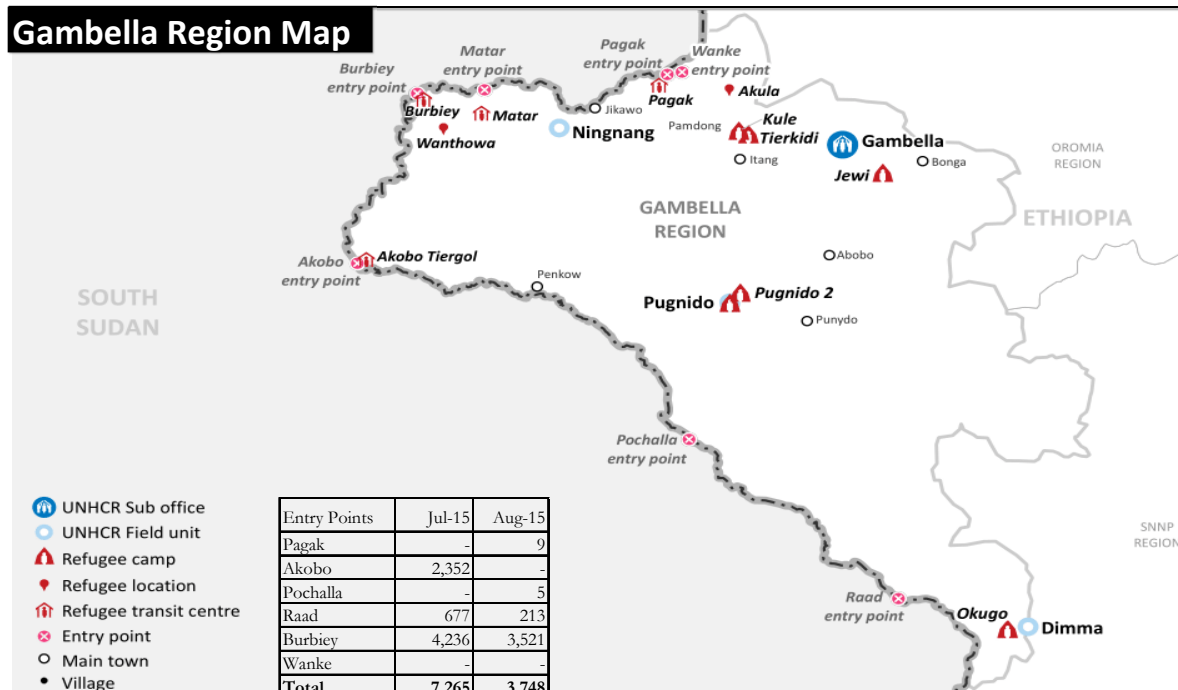 Gambella Region Map
Burbiey
entry point
Matar
entry point
Pagak
entry point
Wanke
entry point
Burbiey
Matar
Wanthowa
Jikawo
Ningnang
Pagak
Akula
Pamdong
Kule
Tierkidi
Itang
Gambella
Jewi
Bonga
OROMIA
REGION
ETHIOPIA
GAMBELLA
REGION
Akobo
entry point
Akobo Tiergol
Penkow
Abobo
Pugnido
Pugnido 2
Punydo
SOUTH
SUDAN
Pochalla
entry point
SNNP
REGION
Raad
entry point
Okugo
Dimma
UNHCR Sub office
UNHCR Field unit
Refugee camp
Refugee location
Refugee transit centre
Entry point
Main town
Village
Entry Points Jul-15 Aug-15
Pagak - 9
Akobo 2,352 -
Pochalla - 5
Raad 677 213
Burbiey 4,236 3,521
Wanke - -
Total 7,265 3,748